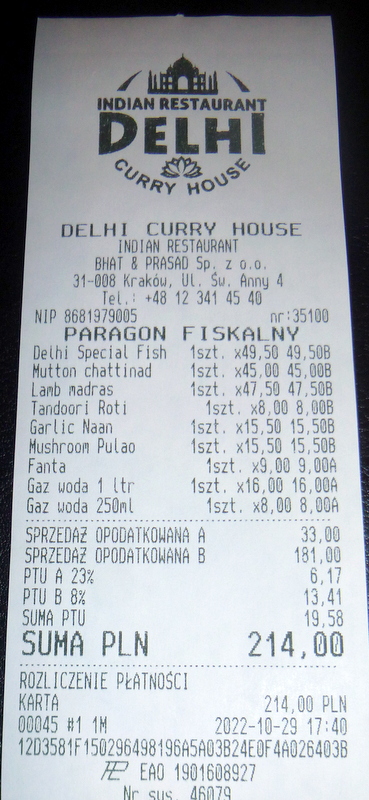 INDIAN RESTAURANT
DELHI
CURRY HOUSE
DELHI CURRY HOUSE
INDIAN RESTAURANT
BHAT & PRASAD Sp. z o.o.
31-008 Kraków, Ul. Św. Anny 4
Tel.: +48 12 341 45 40
NIP 8681979005 nr:35100
PARAGON FISKALNY
Delhi Special Fish 1szt. x49,50 49,50B
Mutton chattinad 1szt. x45,00 45,00B
Lamb madras 1szt. x47,50 47,50B
Tandoori Roti 1szt. x8,00 8,00B
Garlic Naan 1szt. x15,50 15,50B
Mushroom Pulao 1szt. x15,50 15,50B
Fanta 1szt. x9,00 9,00A
Gaz woda 1 ltr 1szt. x16,00 16,00A
Gaz woda 250ml 1szt. x8,00 8,00A
SPRZEDAŻ OPODATKOWANA A 33,00
SPRZEDAŻ OPODATKOWANA B 181,00
PTU A 23% 6,17
PTU B 8% 13,41
SUMA PTU 19,58
SUMA PLN 214,00
ROZLICZENIE PŁATNOŚCI
KARTA 214,00 PLN
00045 #1 1M 2022-10-29 17:40
12D3581F150296498196A5A03B24E0F4A026403B
EAO 1901608927
Nr sys. 46079